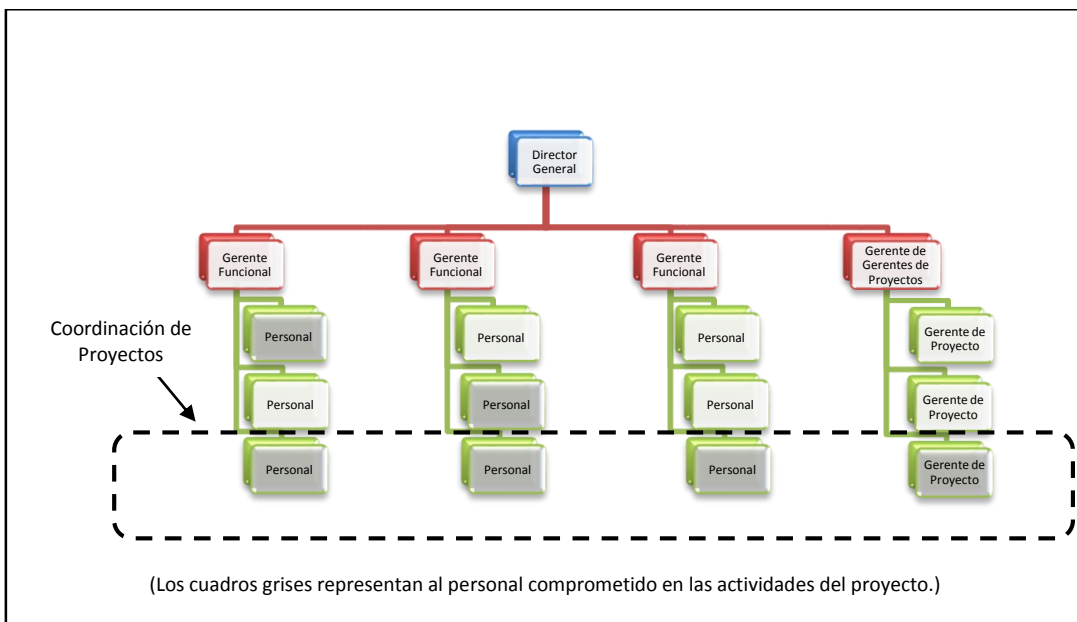 Director
General
Gerente
Funcional
Gerente
Funcional
Gerente
Funcional
Gerente de
Gerentes de
Proyectos
Coordinación de
Proyectos
Personal
Personal
Personal
Gerente de
Proyecto
Personal
Personal
Personal
Gerente de
Proyecto
Personal
Personal
Personal
Gerente de
Proyecto
(Los cuadros grises representan al personal comprometido en las actividades del proyecto.)